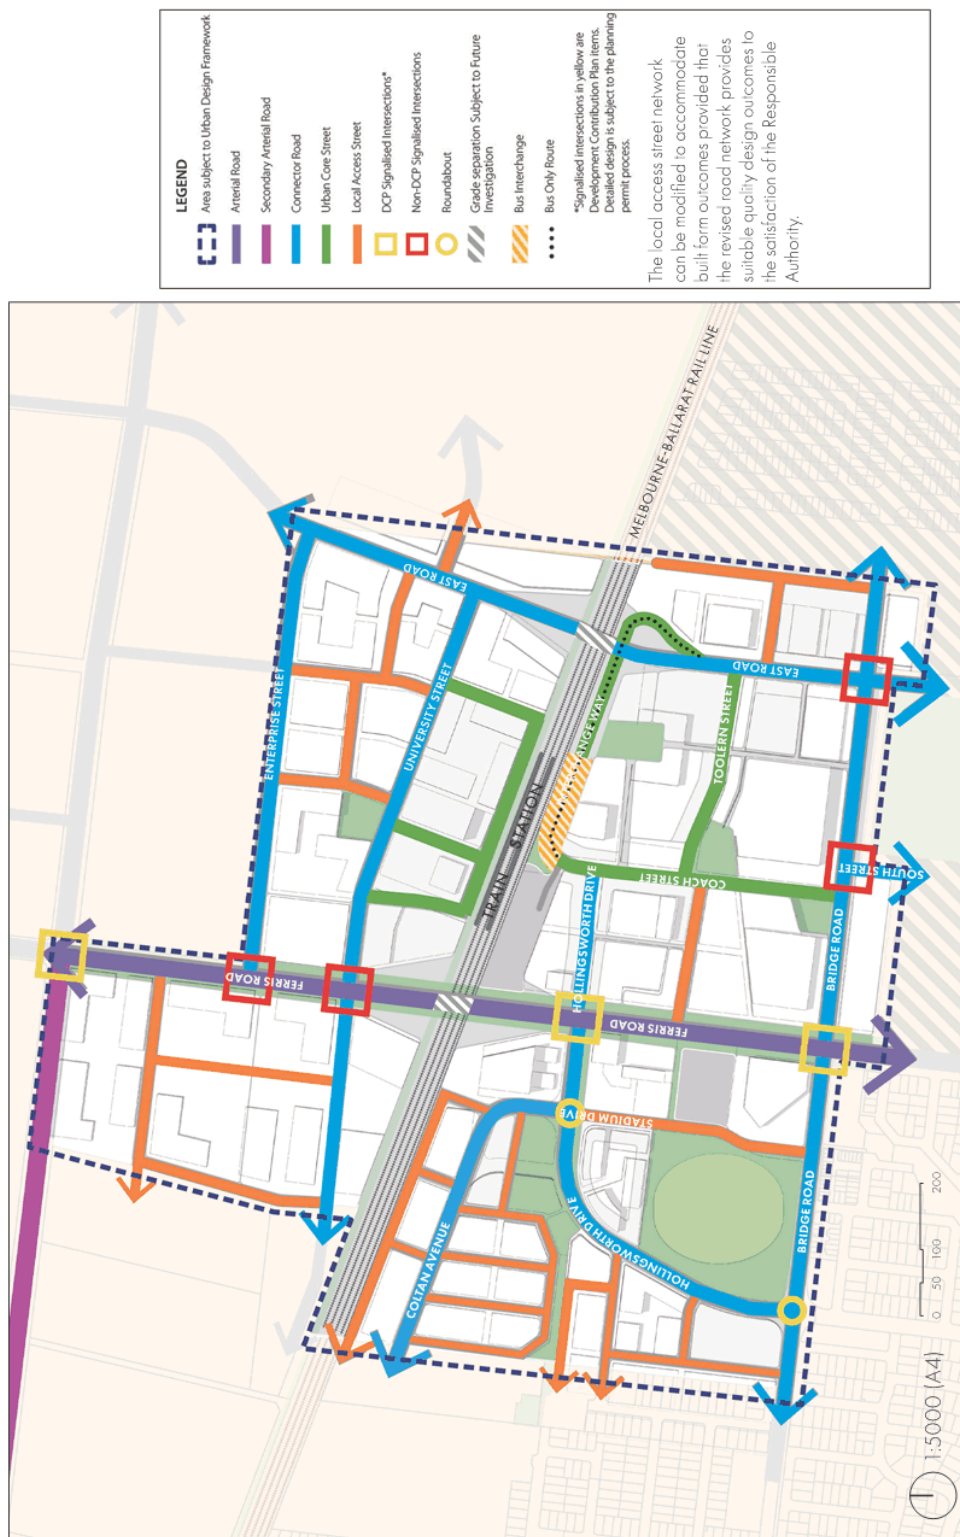 LEGEND
Area subject to Urban Design Framework
Arterial Road
Secondary Arterial Road
Connector Road
Urban Core Street
Local Access Street
DCP Signalised Intersections*
Non-DCP Signalised Intersections
Roundabout
Grade separation Subject to Future
Investigation
Bus Interchange
Bus Only Route
*Signalised intersections in yellow are
Development Contribution Plan items.
Detailed design is subject to the planning
permit process.
The local access street network
can be modified to accommodate
built form outcomes provided that
the revised road network provides
suitable quality design outcomes to
the satisfaction of the Responsible
Authority.
MELBOURNE-BALLARAT RAIL LINE
EAST ROAD
ENTERPRISE STREET
UNIVERSITY STREET
FERRIS ROAD
TRAIN STATION
ANGE WAY
EAST ROAD
TOOLERN STREET
COACH STREET
HOLLINGSWORTH DRIVE
SOUTH STREET
BRIDGE ROAD
FERRIS ROAD
STADIUM DRIVE
HOLLINGSWORTH DRIVE
HOLLINGSWORTH
COLTAN AVENUE
BRIDGE ROAD
0 50 100 200
1:5000 (A4)